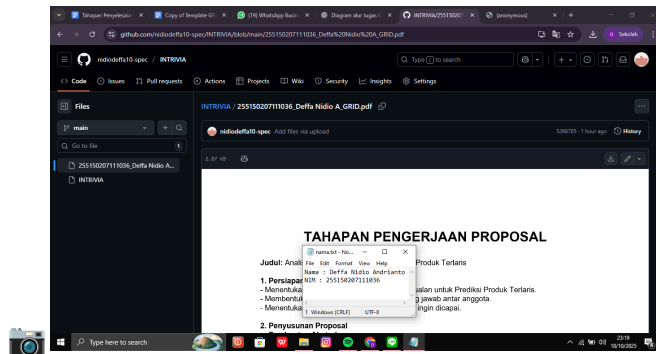 Tahapan Penyelesaia
Copy of Template GF
(19) WhatsApp Busin
Diagram alur tugas //
INTRIVIA/255150207
(anonymous)
github.com/nidiodeffa10-spec/INTRIVIA/blob/main/255150207111036_Deffa%20Nidio%20A_GRID.pdf
Sekolah
nidiodeffa10-spec / INTRIVIA
Type / to search
Code
Issues
Pull requests
Actions
Projects
Wiki
Security
Insights
Settings
Files
INTRIVIA / 255150207111036_Deffa Nidio A_GRID.pdf
main
nidiodeffa10-spec Add files via upload
1 hour ago
History
Go to file
t
2.87 KB
255150207111036_Deffa Nidio A...
INTRIVIA
TAHAPAN PENGERJAAN PROPOSAL
nama.txt - No...
Judul: Anali
Produk Terlaris
File Edit Format View Help
Nama : Deffa Nidio Andrianto
NIM : 255150207111036
1. Persiapan
- Menentuka
ualan untuk Prediksi Produk Terlaris.
- Membentuk
g jawab antar anggota.
- Menentuka
ingin dicapai.
Windows (CRLF)
UTF-8
2. Penyusunan Proposal
Type here to search
23:19
18/10/2025